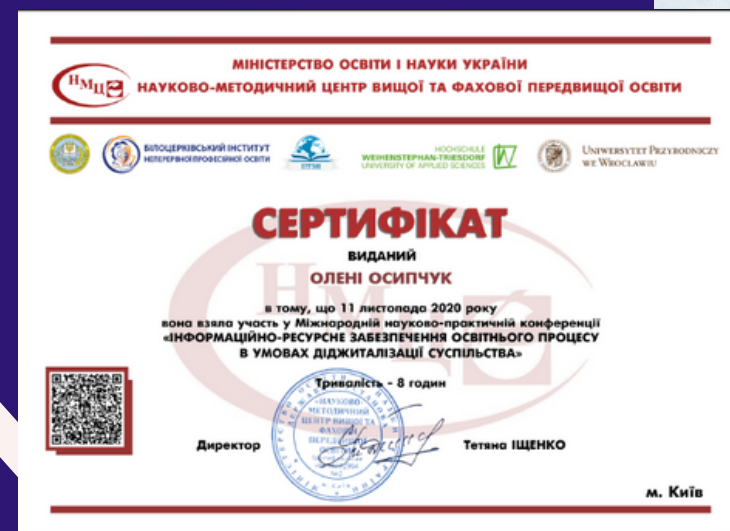 МІНІСТЕРСТВО ОСВІТИ І НАУКИ УКРАЇНИ
НМЦ
НАУКОВО-МЕТОДИЧНИЙ ЦЕНТР ВИЩОЇ ТА ФАХОВОЇ ПЕРЕДВИЩОЇ ОСВІТИ
БІЛОЦЕРКІВСЬКИЙ ІНСТИТУТ
НЕПЕРЕРВНОЇ ПРОФЕСІЙНОЇ ОСВІТИ
HOCHSCHULE
WEIHENSTEPHAN-TRIESDORF
UNIVERSITY OF APPLIED SCIENCES
UNIWERSYTET PRZYRODNICZY
WE WROCŁAWIU
СЕРТИФІКАТ
ВИДАНИЙ
ОЛЕНІ ОСИПЧУК
в тому, що 11 листопада 2020 року
вона взяла участь у Міжнародній науково-практичній конференції
«ІНФОРМАЦІЙНО-РЕСУРСНЕ ЗАБЕЗПЕЧЕННЯ ОСВІТНЬОГО ПРОЦЕСУ
В УМОВАХ ДІДЖИТАЛІЗАЦІЇ СУСПІЛЬСТВА»
Тривалість - 8 годин
«НАУКОВО-
МЕТОДИЧНИЙ
ЦЕНТР ВИЩОЇ ТА
ФАХОВОЇ
ПЕРЕДВИЩОЇ
ОСВІТИ»
Директор
Тетяна ІЩЕНКО
м. Київ